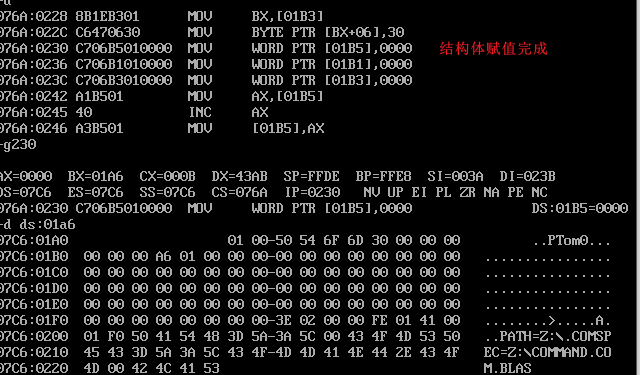 -u
076A:0228 8B1EB301 MOV BX,[01B3]
076A:022C C6470630 MOV BYTE PTR [BX+06],30
076A:0230 C706B5010000 MOV WORD PTR [01B5],0000
结构体赋值完成
076A:0236 C706B1010000 MOV WORD PTR [01B1],0000
076A:023C C706B3010000 MOV WORD PTR [01B3],0000
076A:0242 A1B501 MOV AX,[01B5]
076A:0245 40 INC AX
076A:0246 A3B501 MOV [01B5],AX
-g230
AX=0000 BX=01A6 CX=000B DX=43AB SP=FFDE BP=FFE8 SI=003A DI=023B
DS=07C6 ES=07C6 SS=07C6 CS=076A IP=0230 NV UP EI PL ZR NA PE NC
076A:0230 C706B5010000 MOV WORD PTR [01B5],0000 DS:01B5=0000
-d ds:01a6
07C6:01A0 01 00-50 54 6F 6D 30 00 00 00 ..PTom0...
07C6:01B0 00 00 00 A6 01 00 00 00-00 00 00 00 00 00 00 00 ................
07C6:01C0 00 00 00 00 00 00 00 00-00 00 00 00 00 00 00 00 ................
07C6:01D0 00 00 00 00 00 00 00 00-00 00 00 00 00 00 00 00 ................
07C6:01E0 00 00 00 00 00 00 00 00-00 00 00 00 00 00 00 00 ................
07C6:01F0 00 00 00 00 00 00 00 00-3E 02 00 00 FE 01 41 00 ........>.....A.
07C6:0200 01 F0 50 41 54 48 3D 5A-3A 5C 00 43 4F 4D 53 50 ..PATH=Z:\.COMSP
07C6:0210 45 43 3D 5A 3A 5C 43 4F-4D 4D 41 4E 44 2E 43 4F EC=Z:\COMMAND.CO
07C6:0220 4D 00 42 4C 41 53 M.BLAS